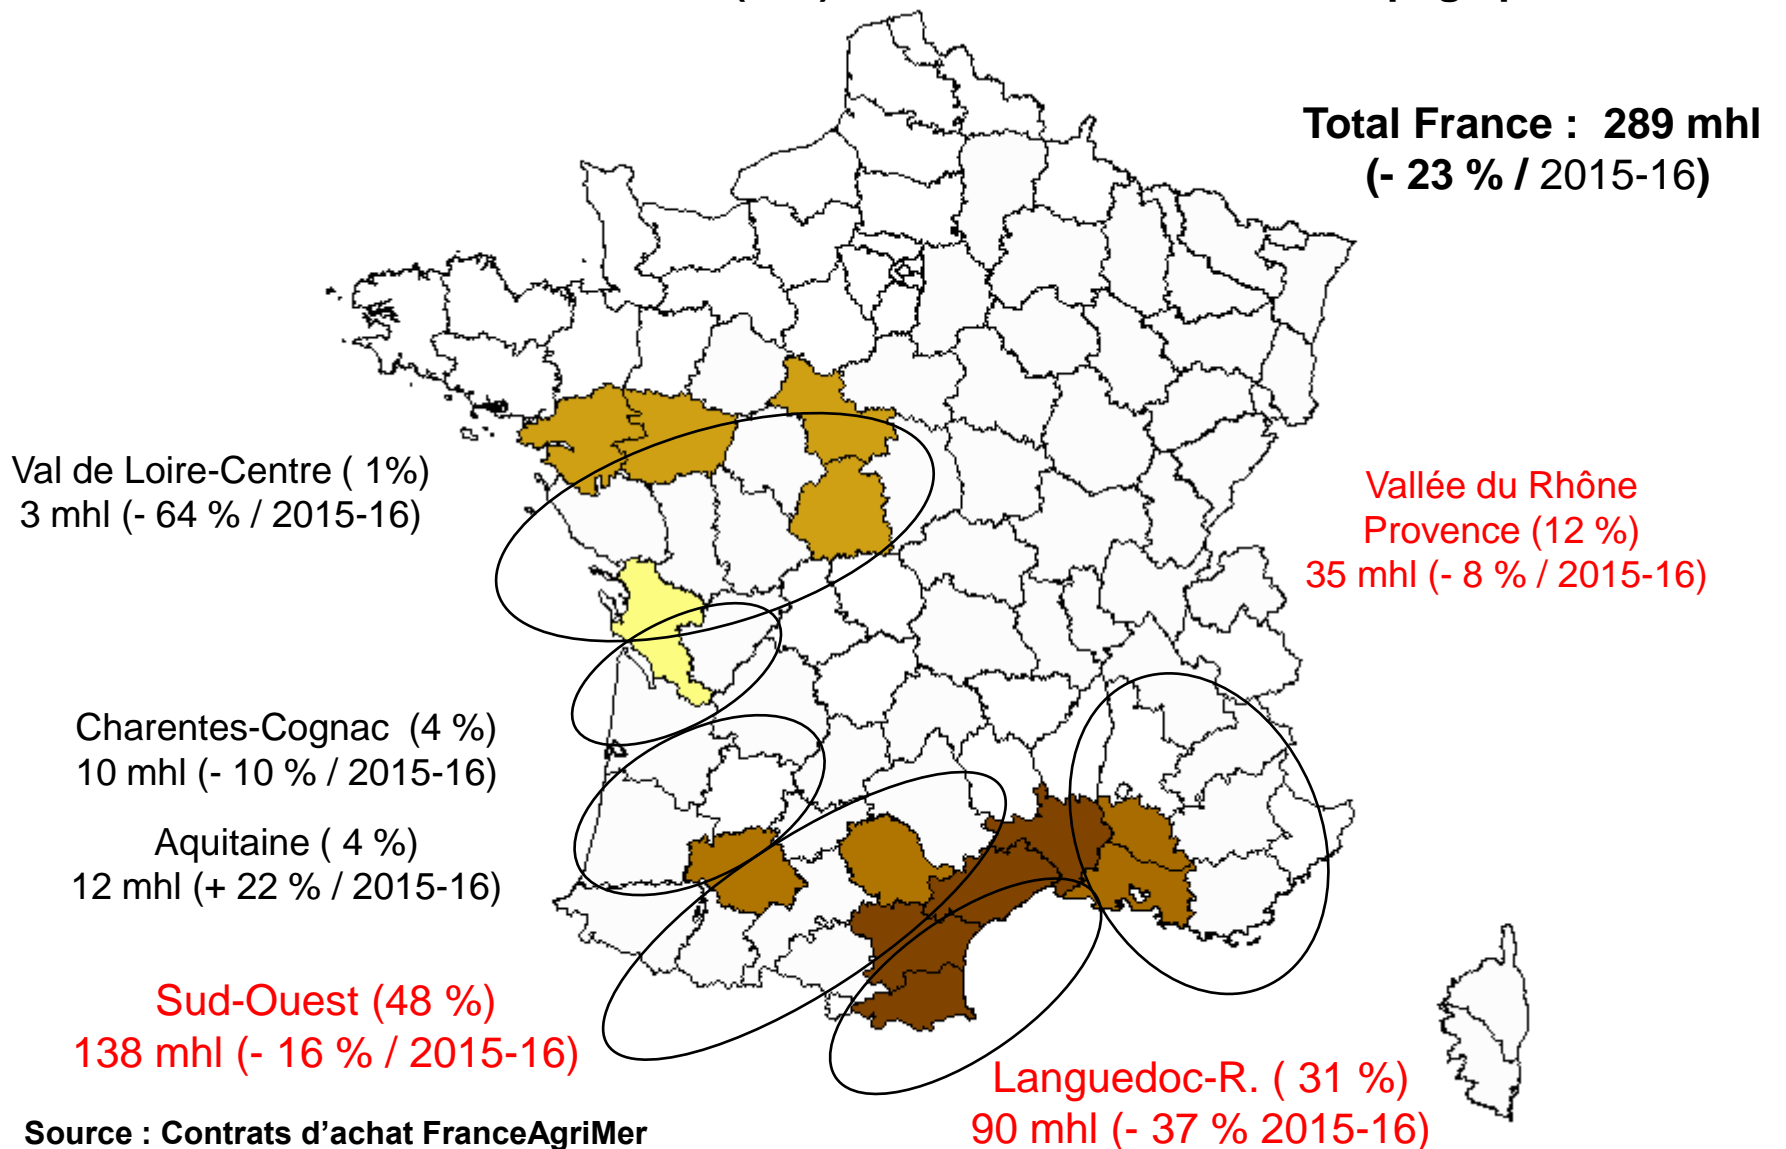 Total France : 289 mhl
(- 23 % / 2015-16)
Val de Loire-Centre ( 1%)
3 mhl (- 64 % / 2015-16)
Vallée du Rhône
Provence (12 %)
35 mhl (- 8 % / 2015-16)
Charentes-Cognac (4 %)
10 mhl (- 10 % / 2015-16)
Aquitaine ( 4 %)
12 mhl (+ 22 % / 2015-16)
Sud-Ouest (48 %)
138 mhl (- 16 % / 2015-16)
Languedoc-R. ( 31 %)
90 mhl (- 37 % 2015-16)
Source : Contrats d'achat FranceAgriMer